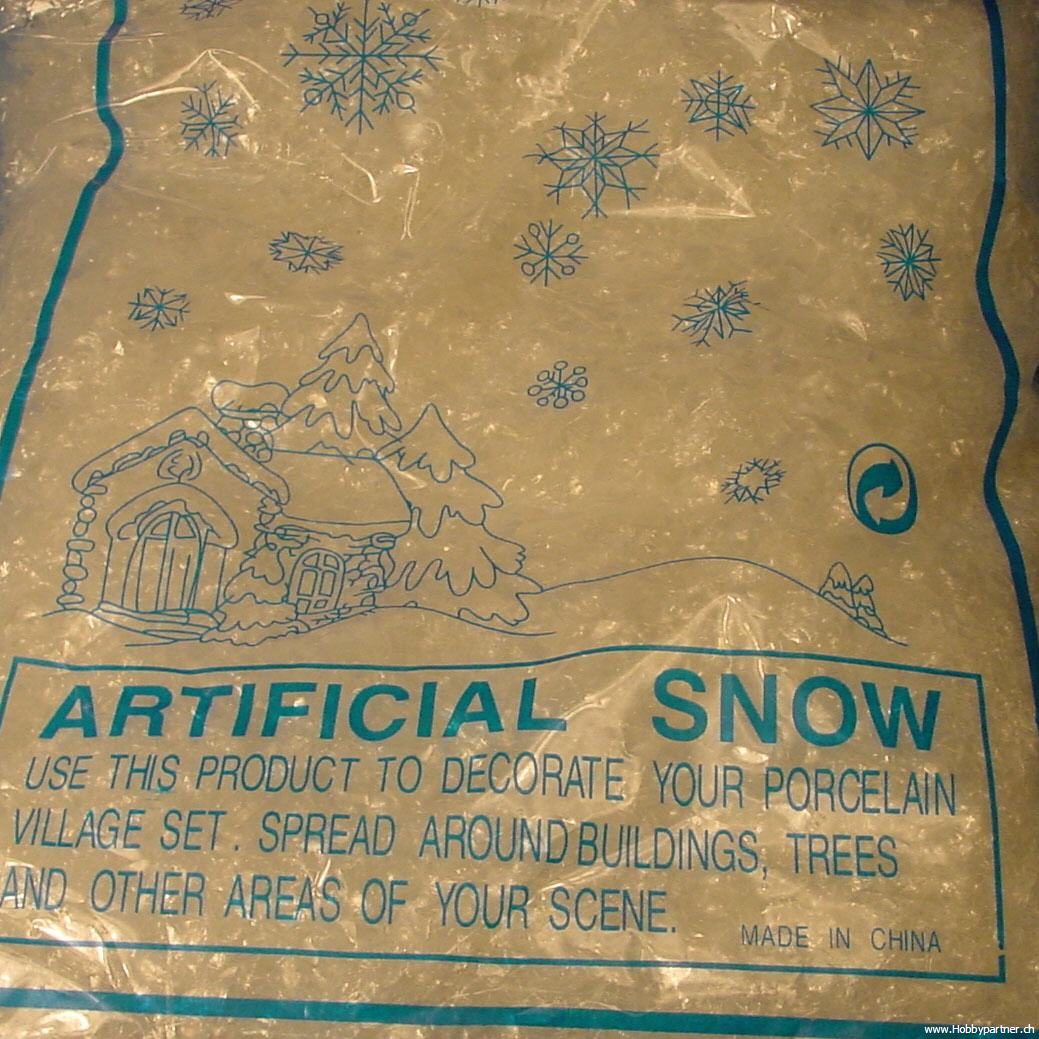 ARTIFICIAL SNOW
USE THIS PRODUCT TO DECORATE YOUR PORCELAIN
VILLAGE SET. SPREAD AROUND BUILDINGS, TREES
AND OTHER AREAS OF YOUR SCENE.
MADE IN CHINA
www.Hobbypartner.ch